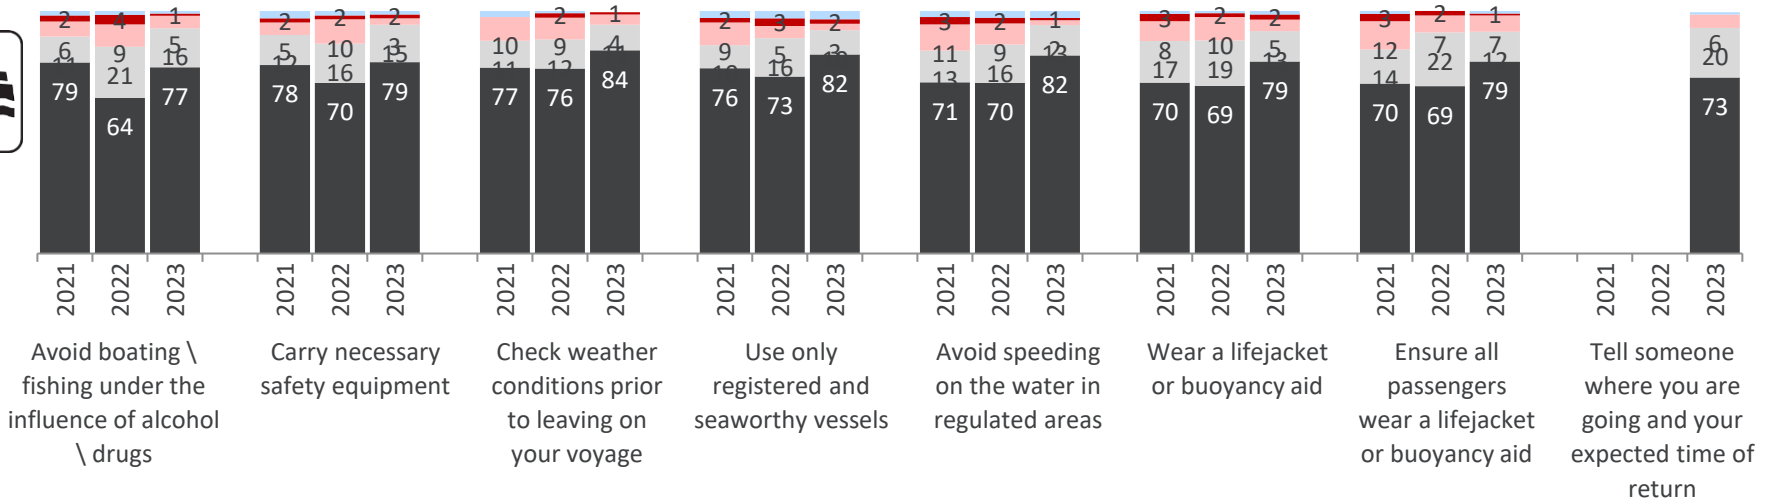 2 4 1 2 2 2 2 1 2 3 2 3 2 1 3 2 2 3 2 1
6 9 5 5 10 3 10 9 4 9 5 3 11 9 2 8 10 5 12 7 7 6
21 16 16 15 12 16 13 16 17 19 14 22 20
79 64 77 78 70 79 77 76 84 76 73 82 71 70 82 70 69 79 70 69 79 73
2021 2022 2023 2021 2022 2023 2021 2022 2023 2021 2022 2023 2021 2022 2023 2021 2022 2023 2021 2022 2023 2021 2022 2023
Avoid boating \
fishing under the
influence of alcohol
\ drugs
Carry necessary
safety equipment
Check weather
conditions prior
to leaving on
your voyage
Use only
registered and
seaworthy vessels
Avoid speeding
on the water in
regulated areas
Wear a lifejacket
or buoyancy aid
Ensure all
passengers
wear a lifejacket
or buoyancy aid
Tell someone
where you are
going and your
expected time of
return